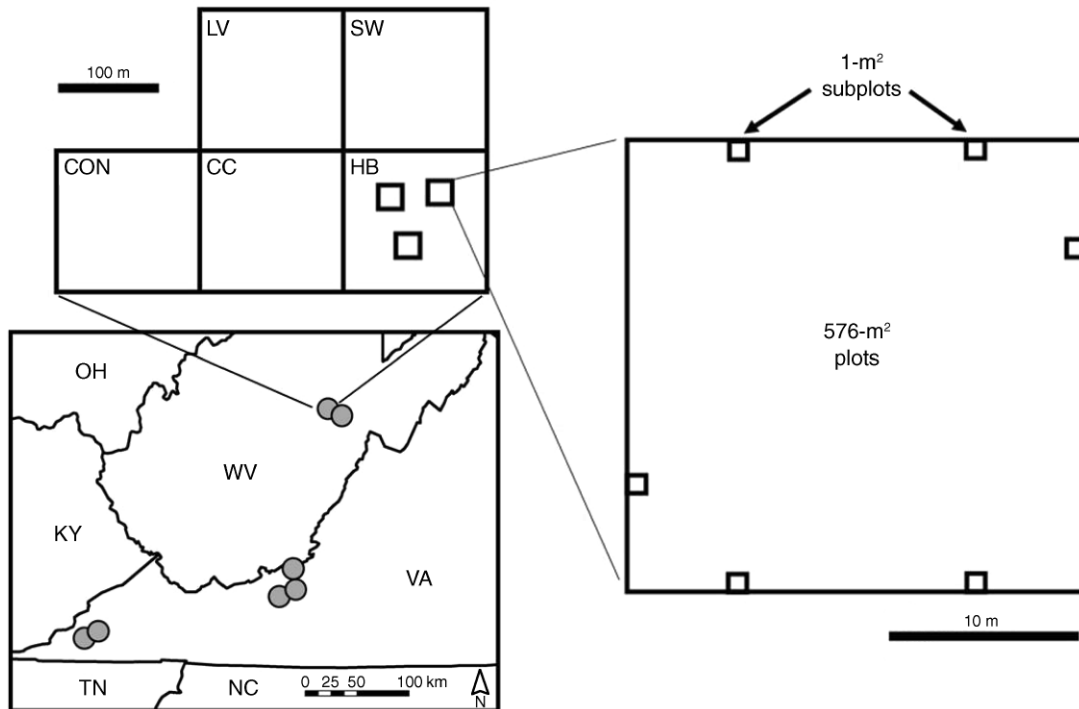 LV
SW
100 m
CON
CC
HB
1-m²
subplots
576-m²
plots
10 m
OH
WV
KY
VA
TN
NC
0 25 50 100 km
N